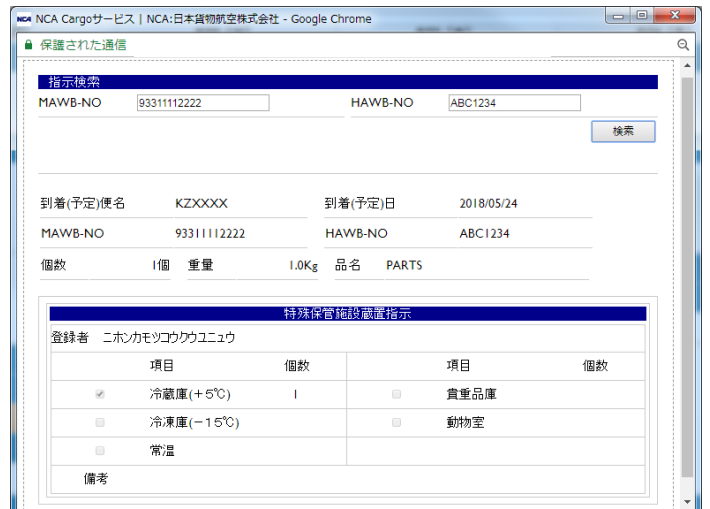 NCA Cargoサービス | NCA:日本貨物航空株式会社 - Google Chrome
保護された通信
指示検索
MAWB-NO 93311112222 HAWB-NO ABC1234
検索
到着(予定)便名 KZXXXX 到着(予定)日 2018/05/24
MAWB-NO 93311112222 HAWB-NO ABC1234
個数 1個 重量 1.0Kg 品名 PARTS
特殊保管施設蔵置指示
登録者 ニホンカモツコウクウユニュウ
項目 個数 項目 個数
冷蔵庫(+5℃) 1 貴重品庫
冷凍庫(-15℃) 動物室
常温
備考